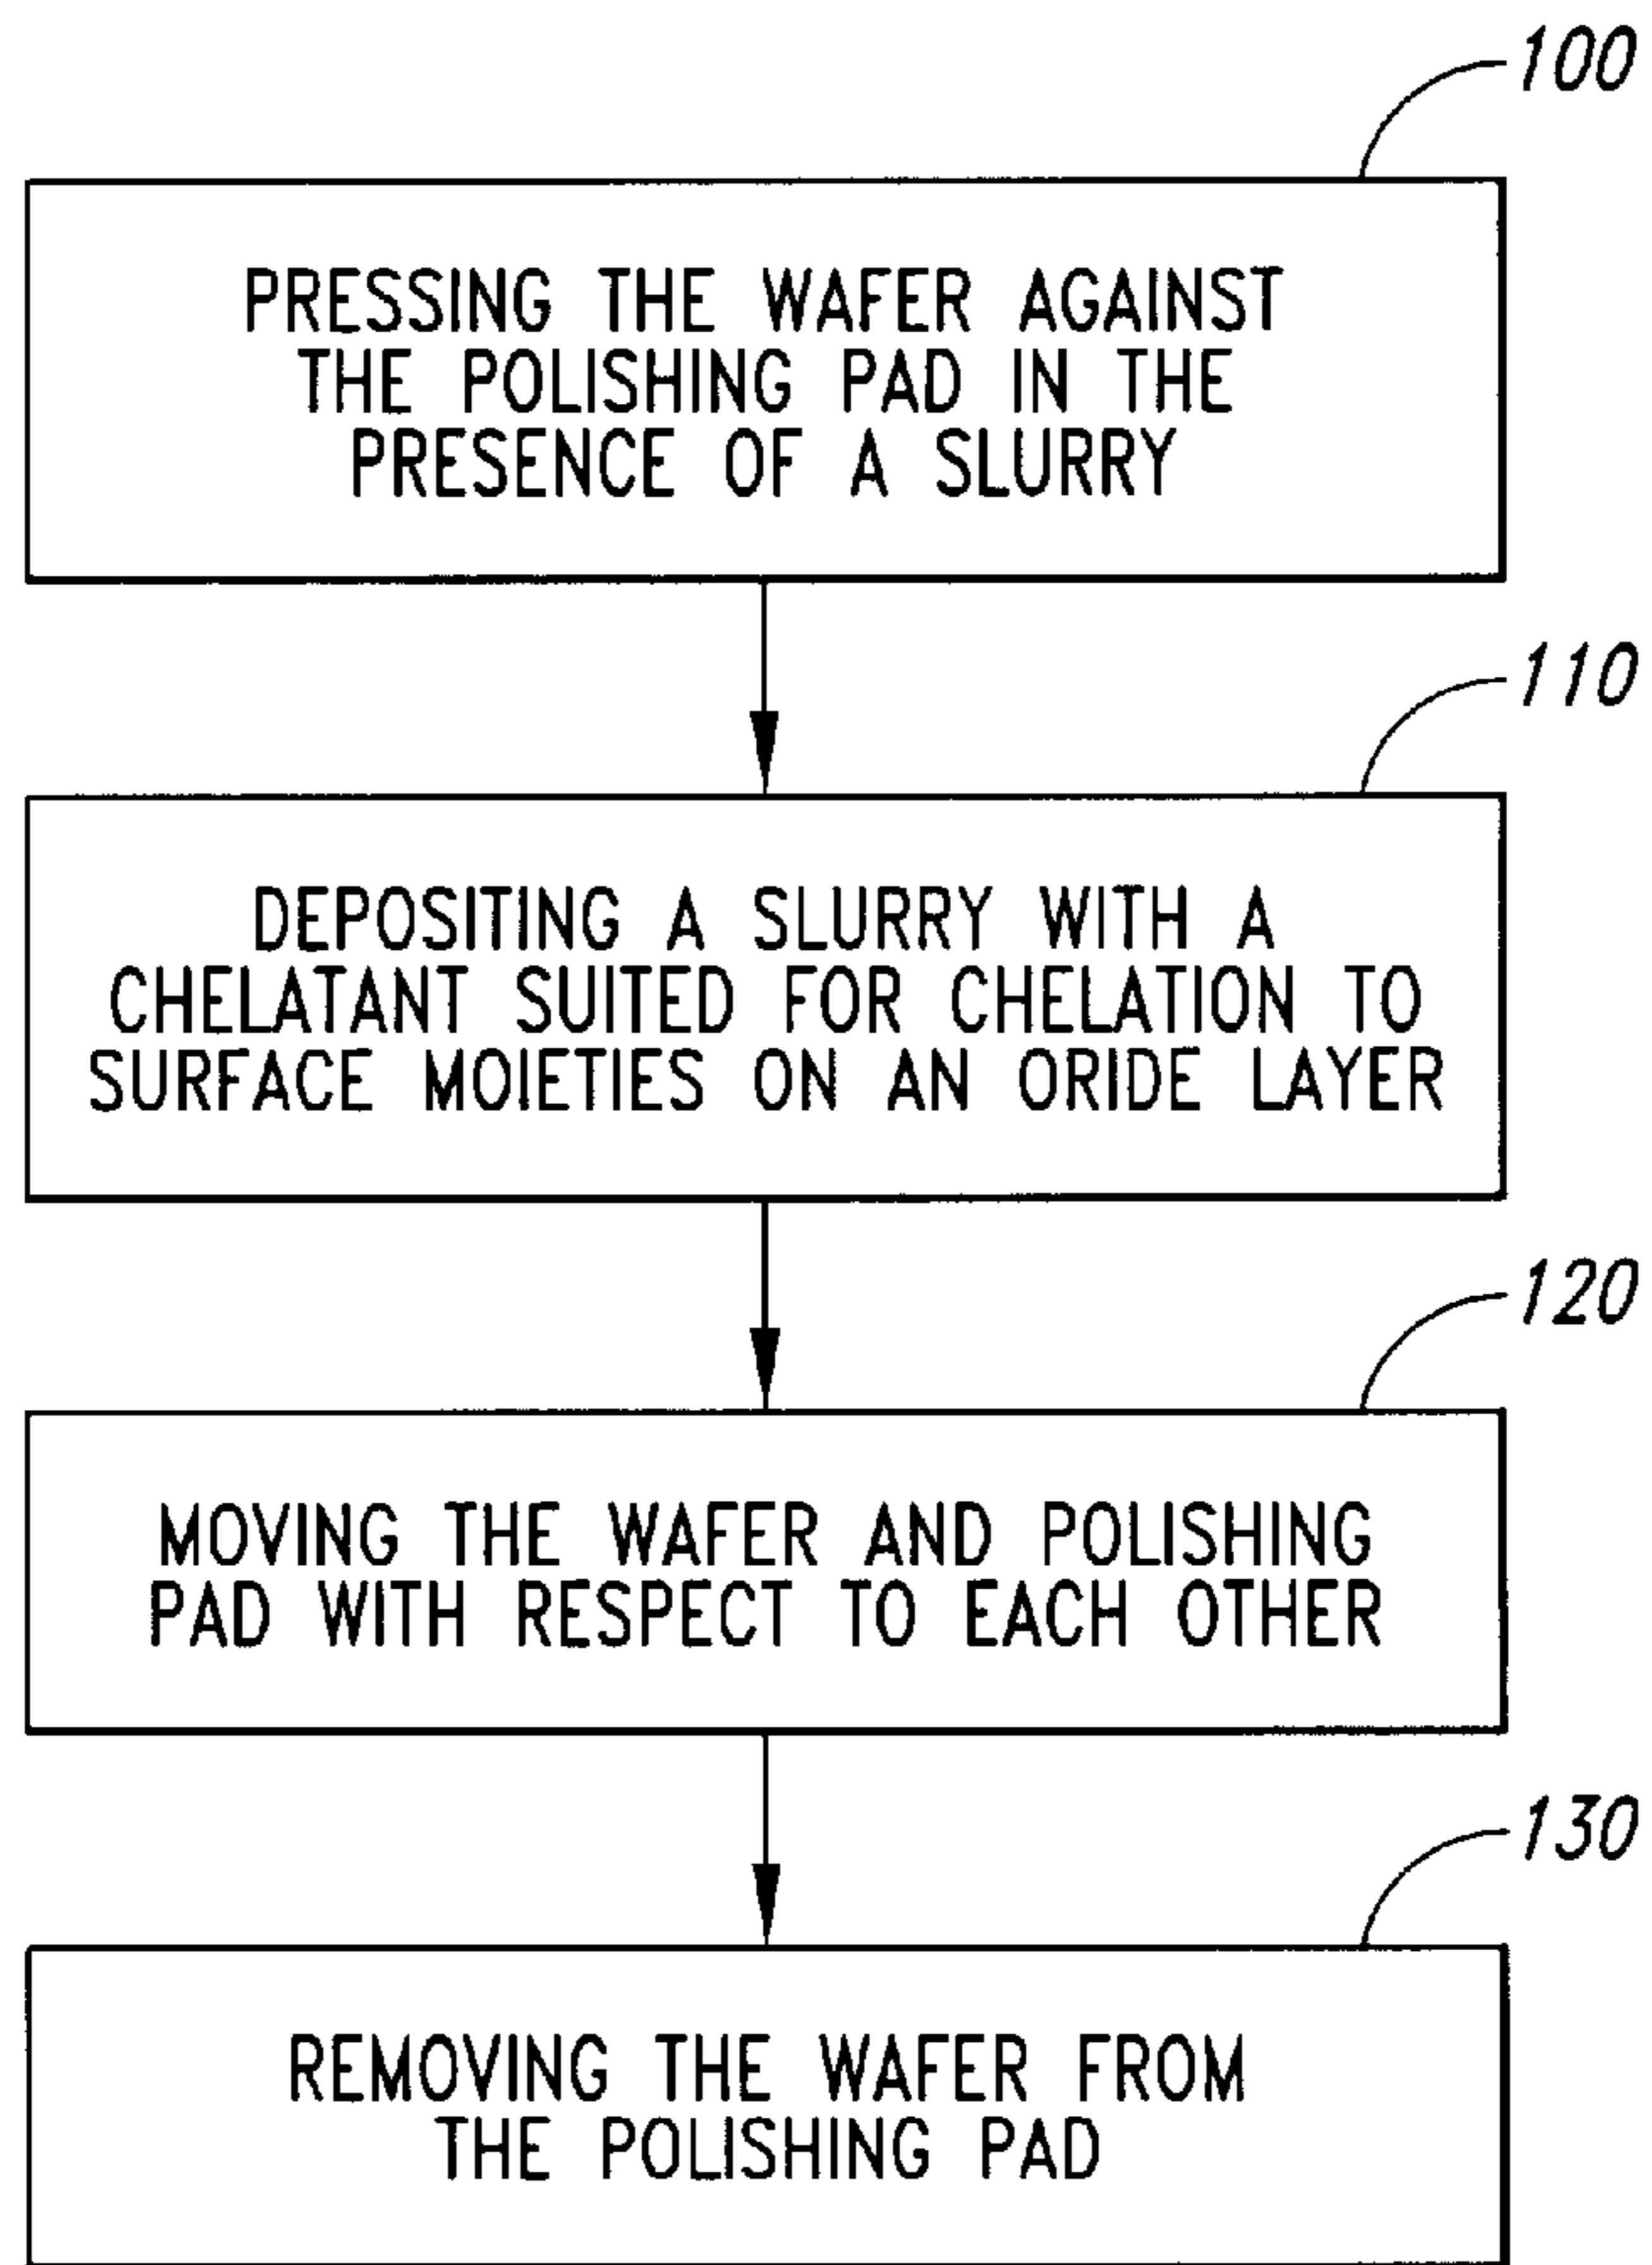 100
PRESSING THE WAFER AGAINST
THE POLISHING PAD IN THE
PRESENCE OF A SLURRY
110
DEPOSITING A SLURRY WITH A
CHELATANT SUITED FOR CHELATION TO
SURFACE MOIETIES ON AN ORIDE LAYER
120
MOVING THE WAFER AND POLISHING
PAD WITH RESPECT TO EACH OTHER
130
REMOVING THE WAFER FROM
THE POLISHING PAD